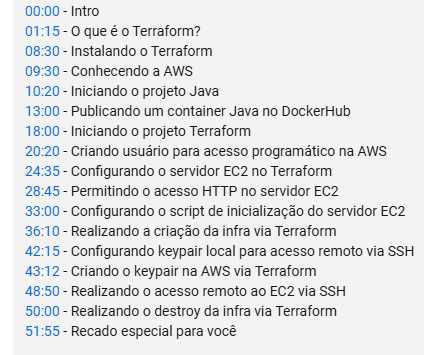 00:00 - Intro
01:15 - O que é o Terraform?
08:30 - Instalando o Terraform
09:30 - Conhecendo a AWS
10:20 - Iniciando o projeto Java
13:00 - Publicando um container Java no DockerHub
18:00 - Iniciando o projeto Terraform
20:20 - Criando usuário para acesso programático na AWS
24:35 - Configurando o servidor EC2 no Terraform
28:45 - Permitindo o acesso HTTP no servidor EC2
33:00 - Configurando o script de inicialização do servidor EC2
36:10 - Realizando a criação da infra via Terraform
42:15 - Configurando keypair local para acesso remoto via SSH
43:12 - Criando o keypair na AWS via Terraform
48:50 - Realizando o acesso remoto ao EC2 via SSH
50:00 - Realizando o destroy da infra via Terraform
51:55 - Recado especial para você